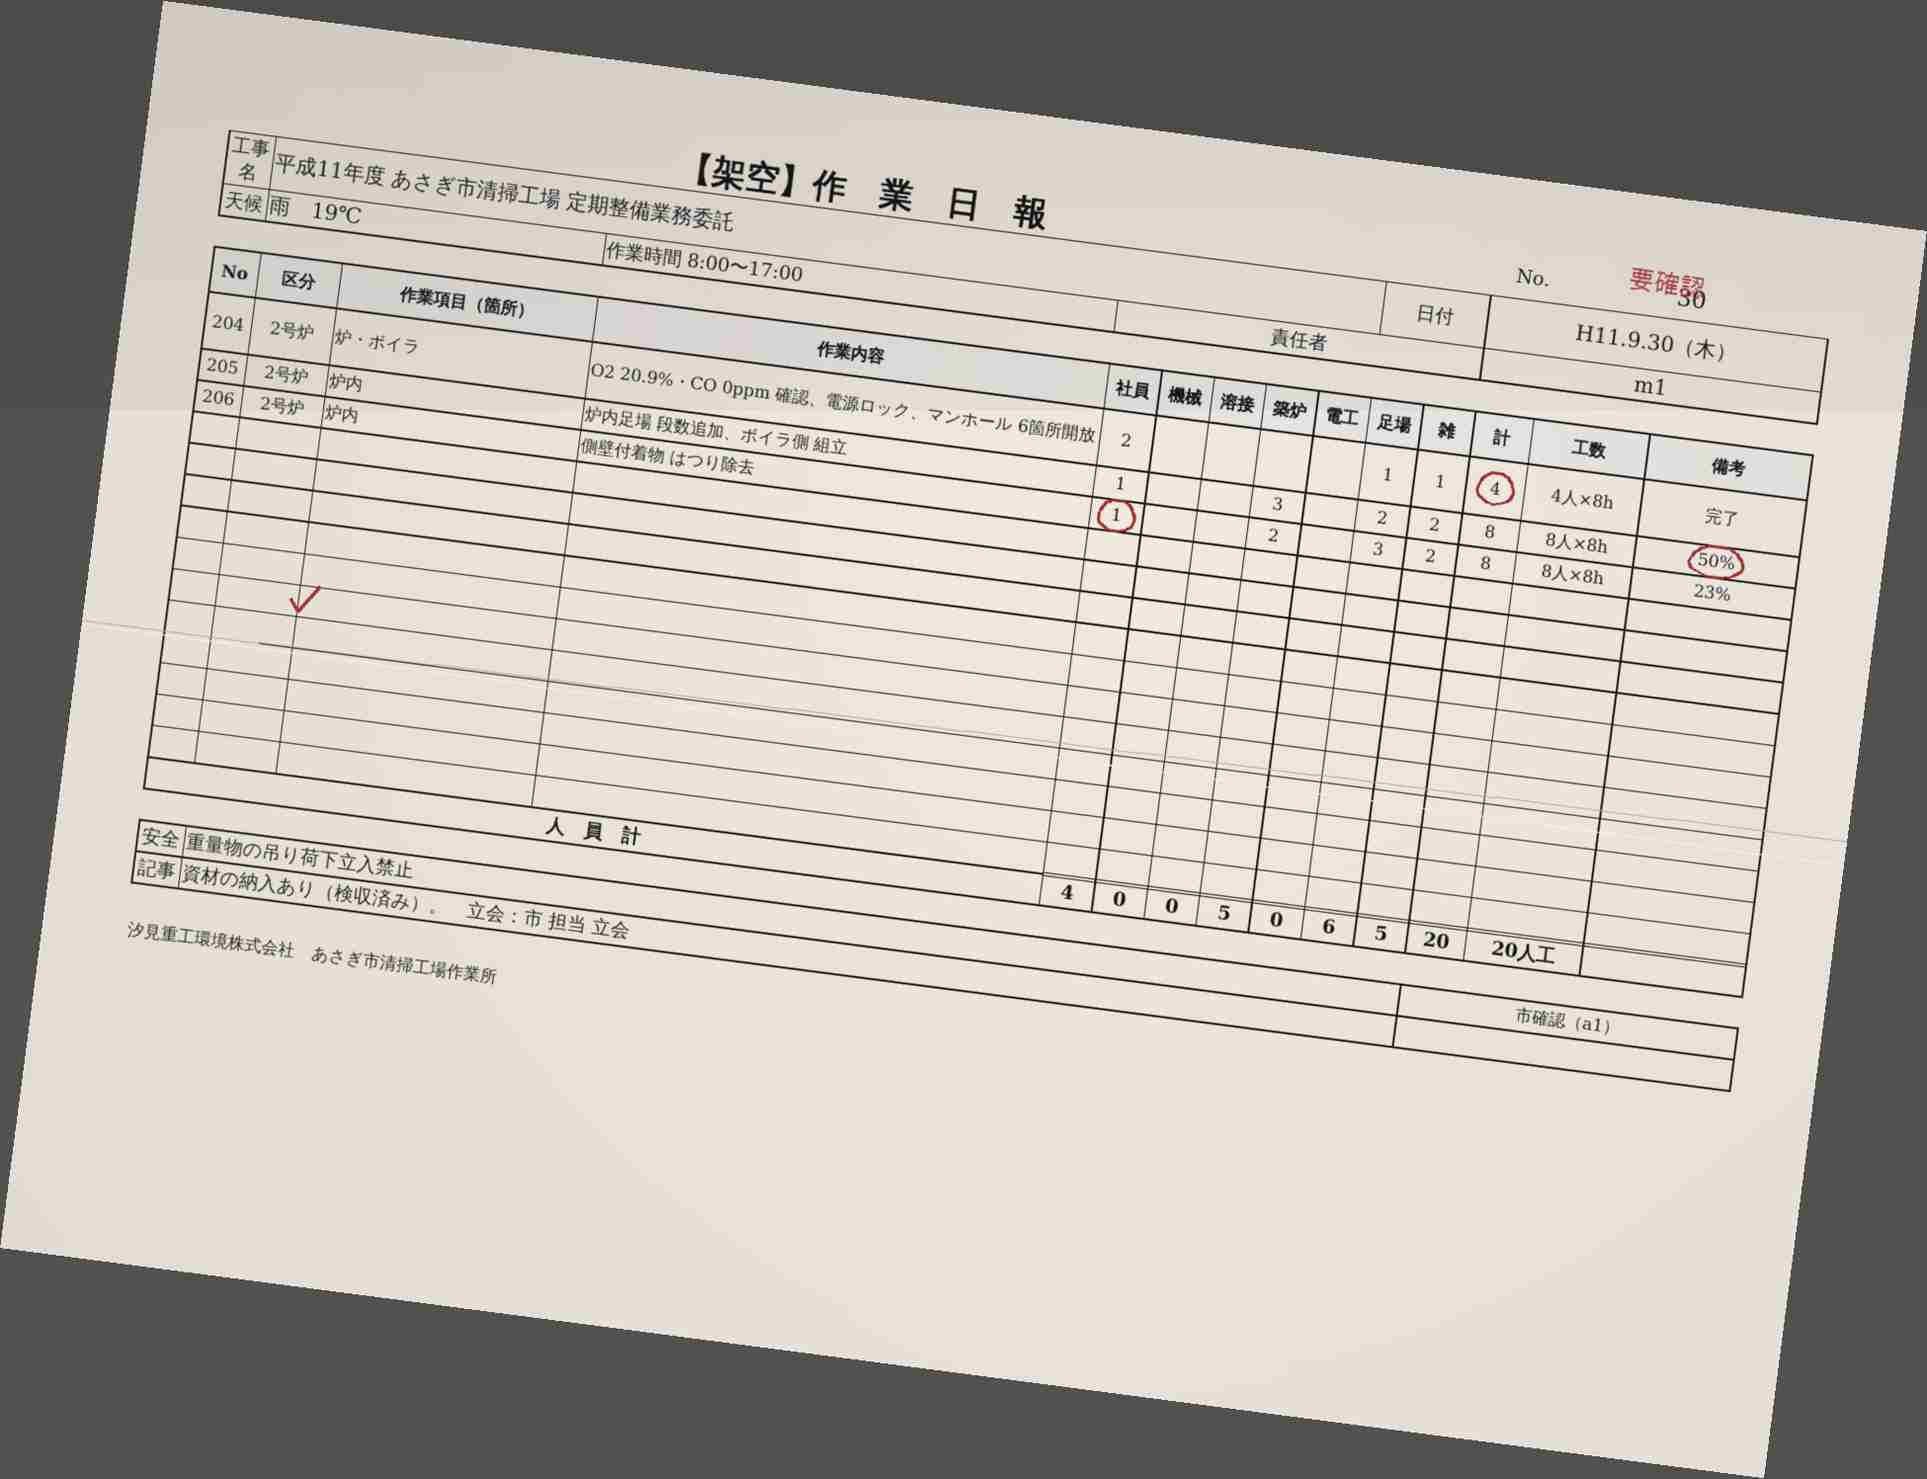 【架空】作 業 日 報
No. 30
要確認
工事名 平成11年度 あさぎ市清掃工場 定期整備業務委託 日付 H11.9.30（木）
天候 雨 19℃ 作業時間 8:00〜17:00 責任者 m1
No 区分 作業項目（箇所） 作業内容 社員 機械 溶接 築炉 電工 足場 雑 計 工数 備考
204 2号炉 炉・ボイラ O2 20.9%・CO 0ppm 確認、電源ロック、マンホール 6箇所開放 2 1 1 4 4人×8h 完了
205 2号炉 炉内 炉内足場 段数追加、ボイラ側 組立 1 3 2 2 8 8人×8h 50%
206 2号炉 炉内 側壁付着物 はつり除去 1 2 3 2 8 8人×8h 23%
人 員 計 4 0 0 5 0 6 5 20 20人工
安全 重量物の吊り荷下立入禁止 市確認（a1）
記事 資材の納入あり（検収済み）。 立会：市 担当 立会
汐見重工環境株式会社 あさぎ市清掃工場作業所